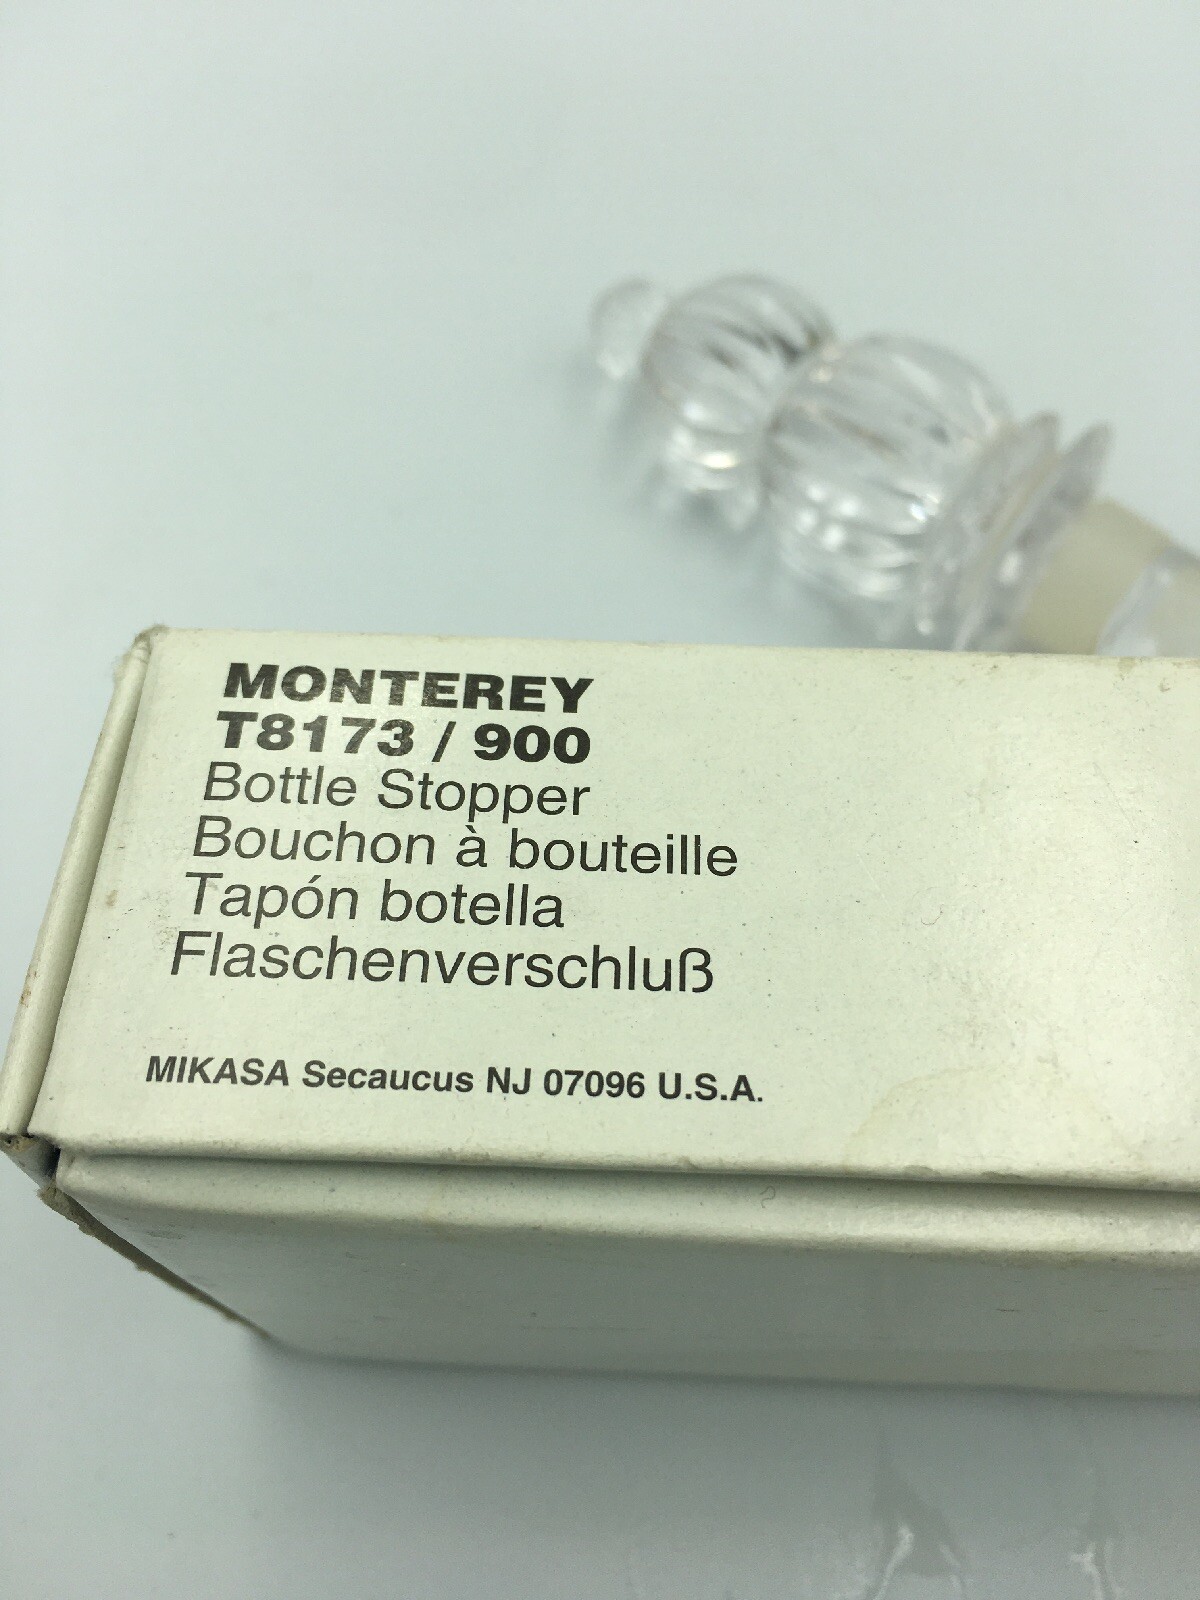 MONTEREY
T8173 / 900
Bottle Stopper
Bouchon à bouteille
Tapón botella
Flaschenverschluß
MIKASA Secaucus NJ 07096 U.S.A.